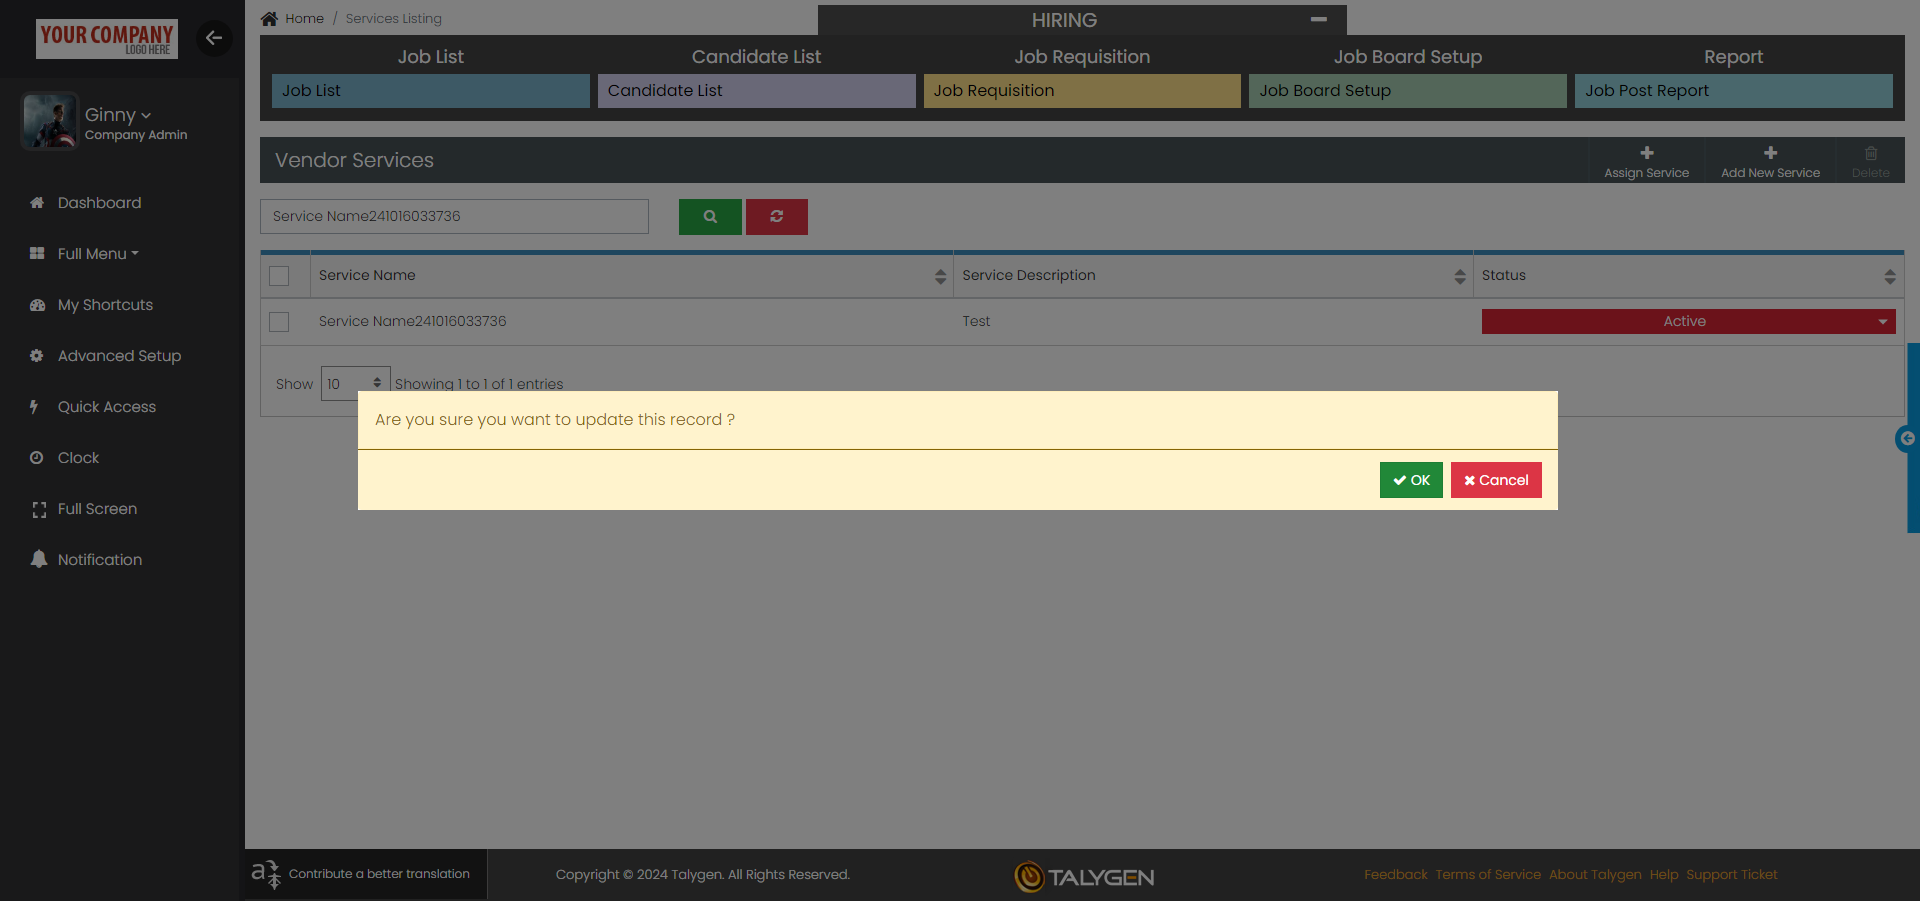 YOUR COMPANY
LOGO HERE
Ginny
Company Admin
Dashboard
Full Menu
My Shortcuts
Advanced Setup
Quick Access
Clock
Full Screen
Notification
Home / Services Listing
HIRING
Job List
Candidate List
Job Requisition
Job Board Setup
Report
Job List
Candidate List
Job Requisition
Job Board Setup
Job Post Report
Vendor Services
Assign Service
Add New Service
Delete
Service Name241016033736
Service Name
Service Description
Status
Service Name241016033736
Test
Active
Show 10 Showing 1 to 1 of 1 entries
Are you sure you want to update this record ?
OK
Cancel
Contribute a better translation
Copyright © 2024 Talygen. All Rights Reserved.
TALYGEN
Feedback Terms of Service About Talygen Help Support Ticket